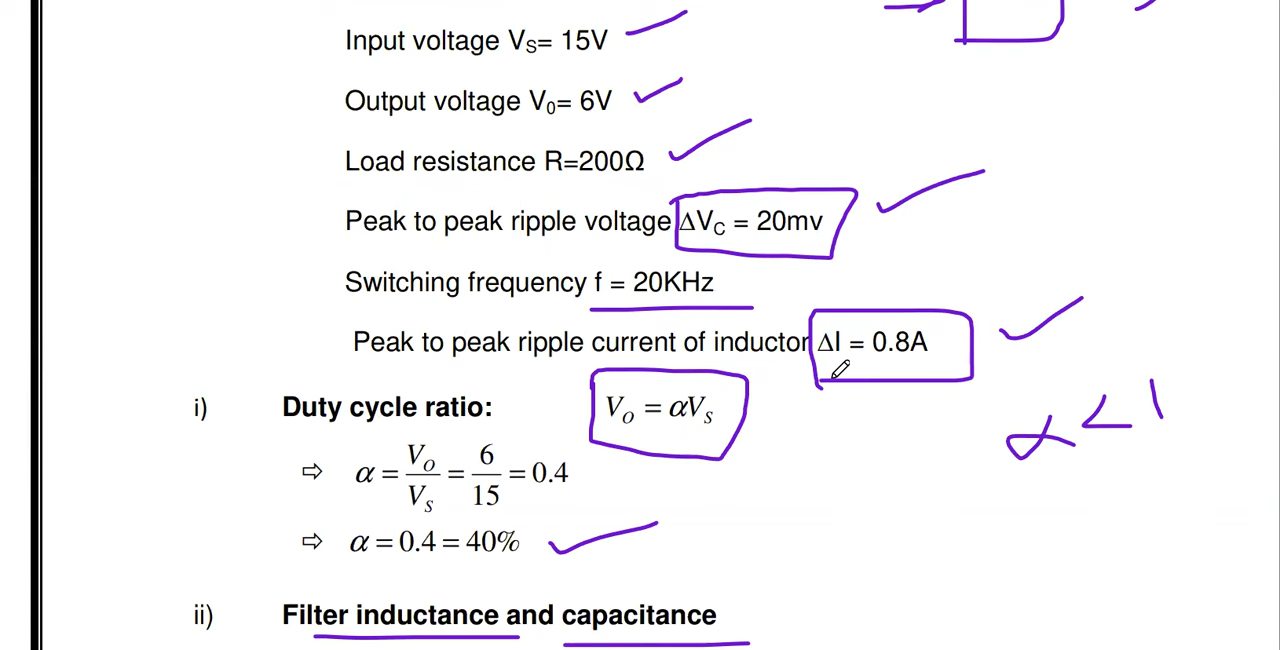 Input voltage VS= 15V
Output voltage V0= 6V
Load resistance R=200Ω
Peak to peak ripple voltage ΔVC = 20mv
Switching frequency f = 20KHz
Peak to peak ripple current of inductor ΔI = 0.8A
i) Duty cycle ratio: Vo = αVs
α < 1
⇨ α = VO/VS = 6/15 = 0.4
⇨ α = 0.4 = 40%
ii) Filter inductance and capacitance